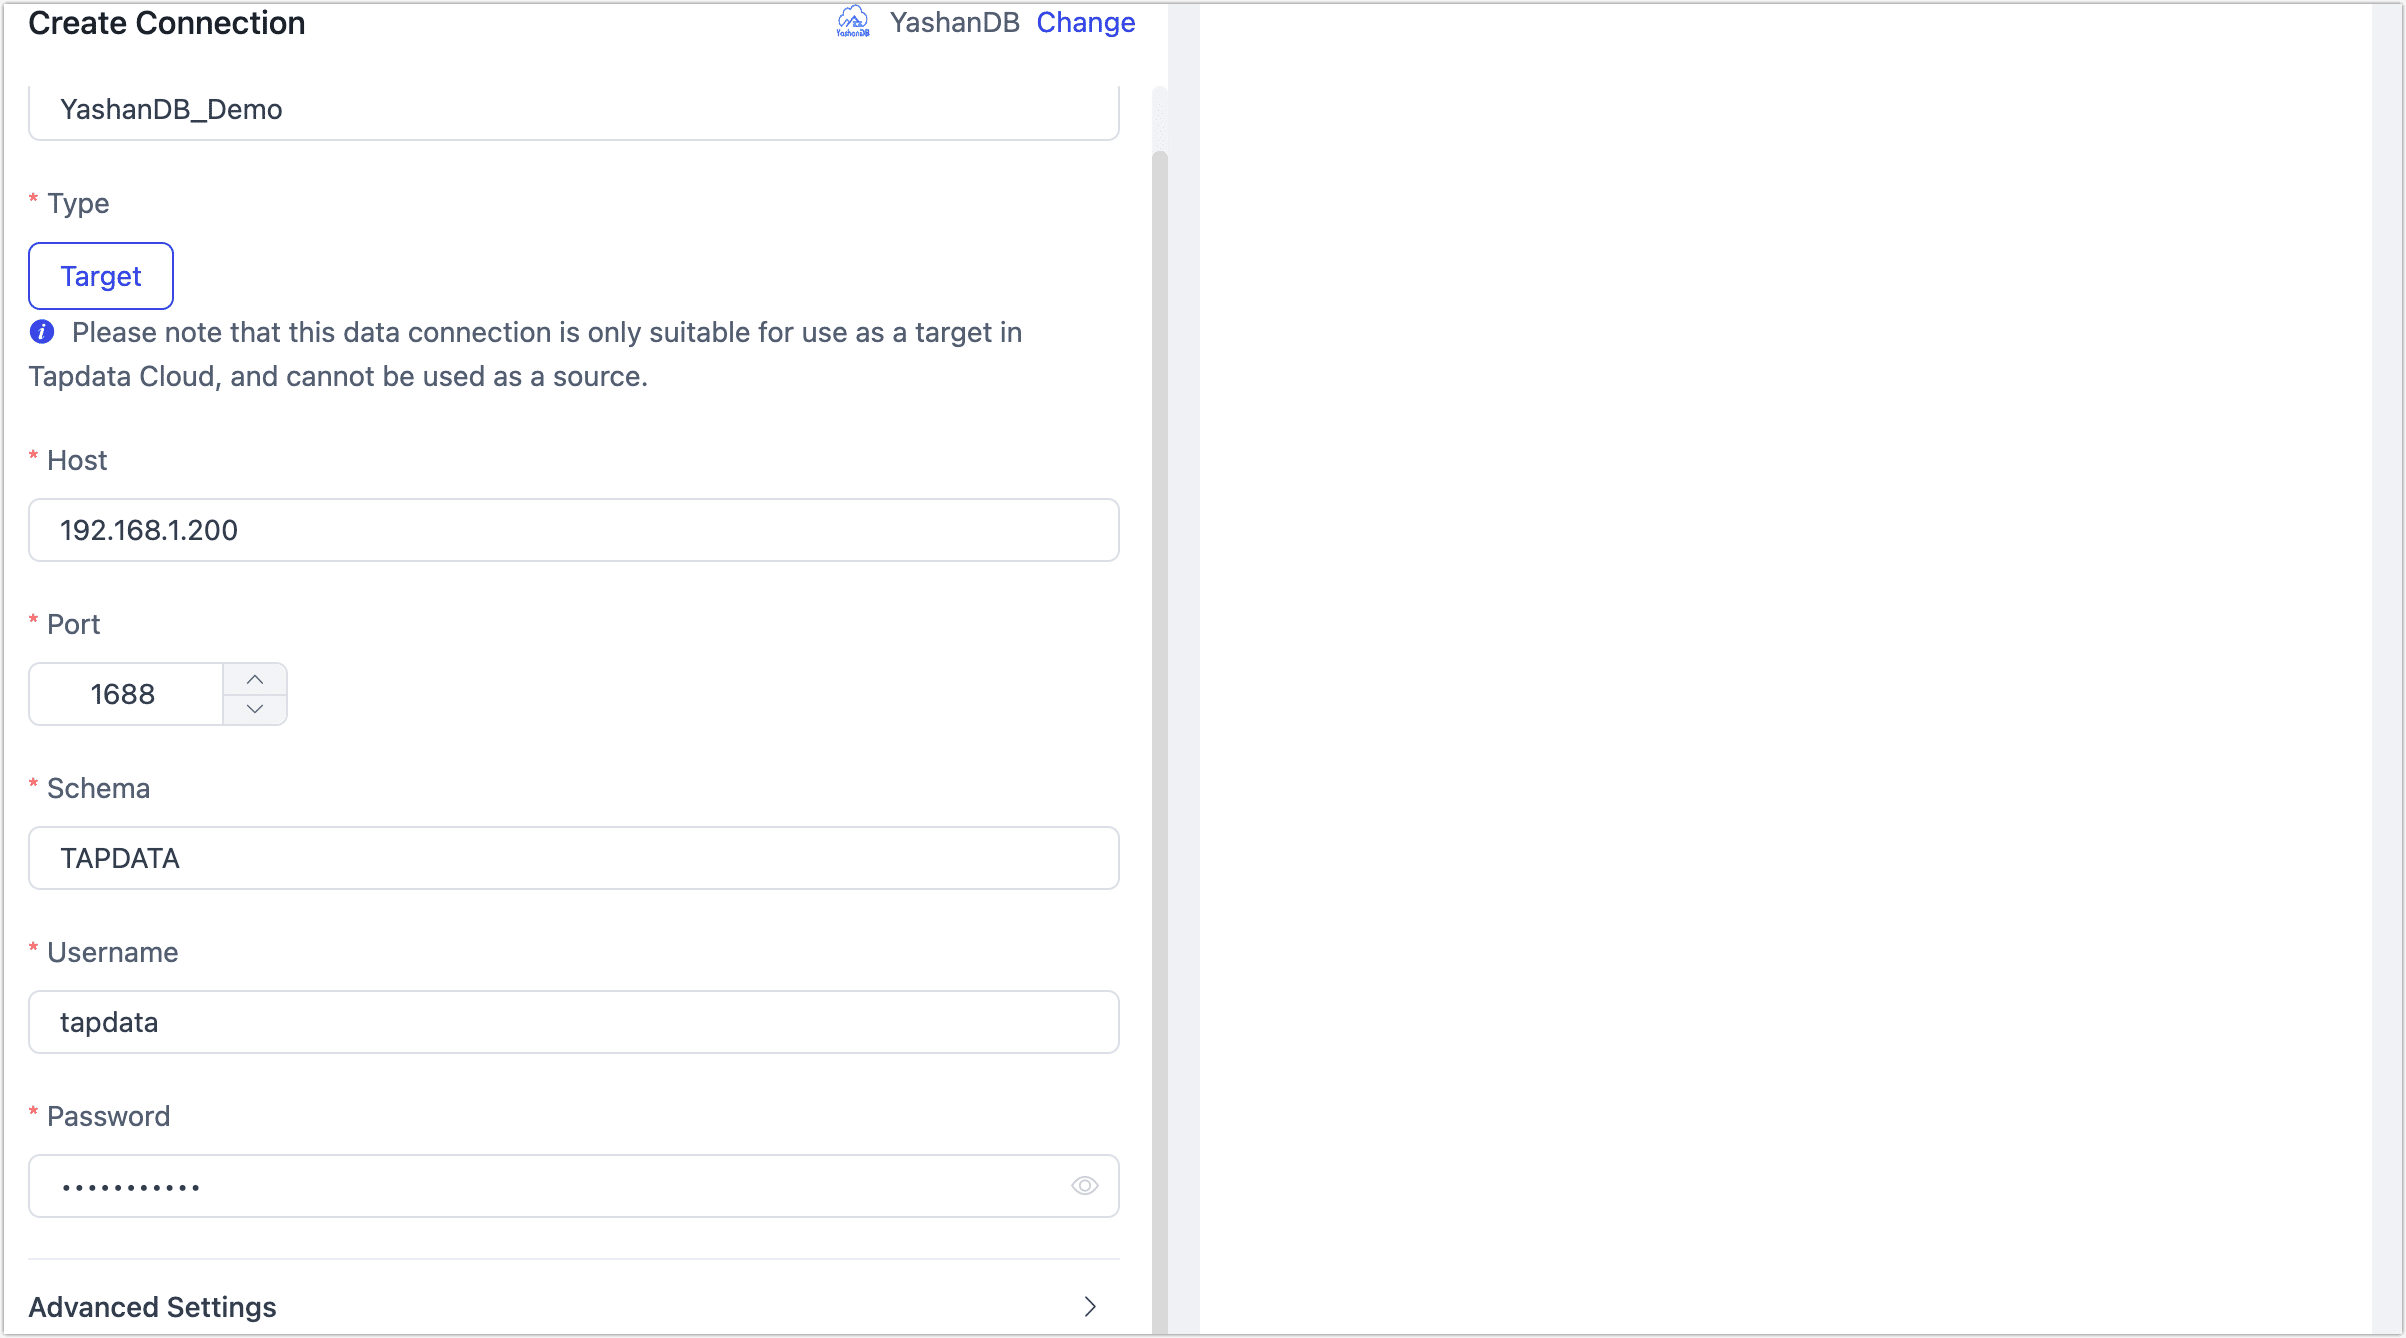 Create Connection
YashanDB
YashanDB Change
YashanDB_Demo
* Type
Target
i Please note that this data connection is only suitable for use as a target in
Tapdata Cloud, and cannot be used as a source.
* Host
192.168.1.200
* Port
1688
* Schema
TAPDATA
* Username
tapdata
* Password
•••••••••••
Advanced Settings